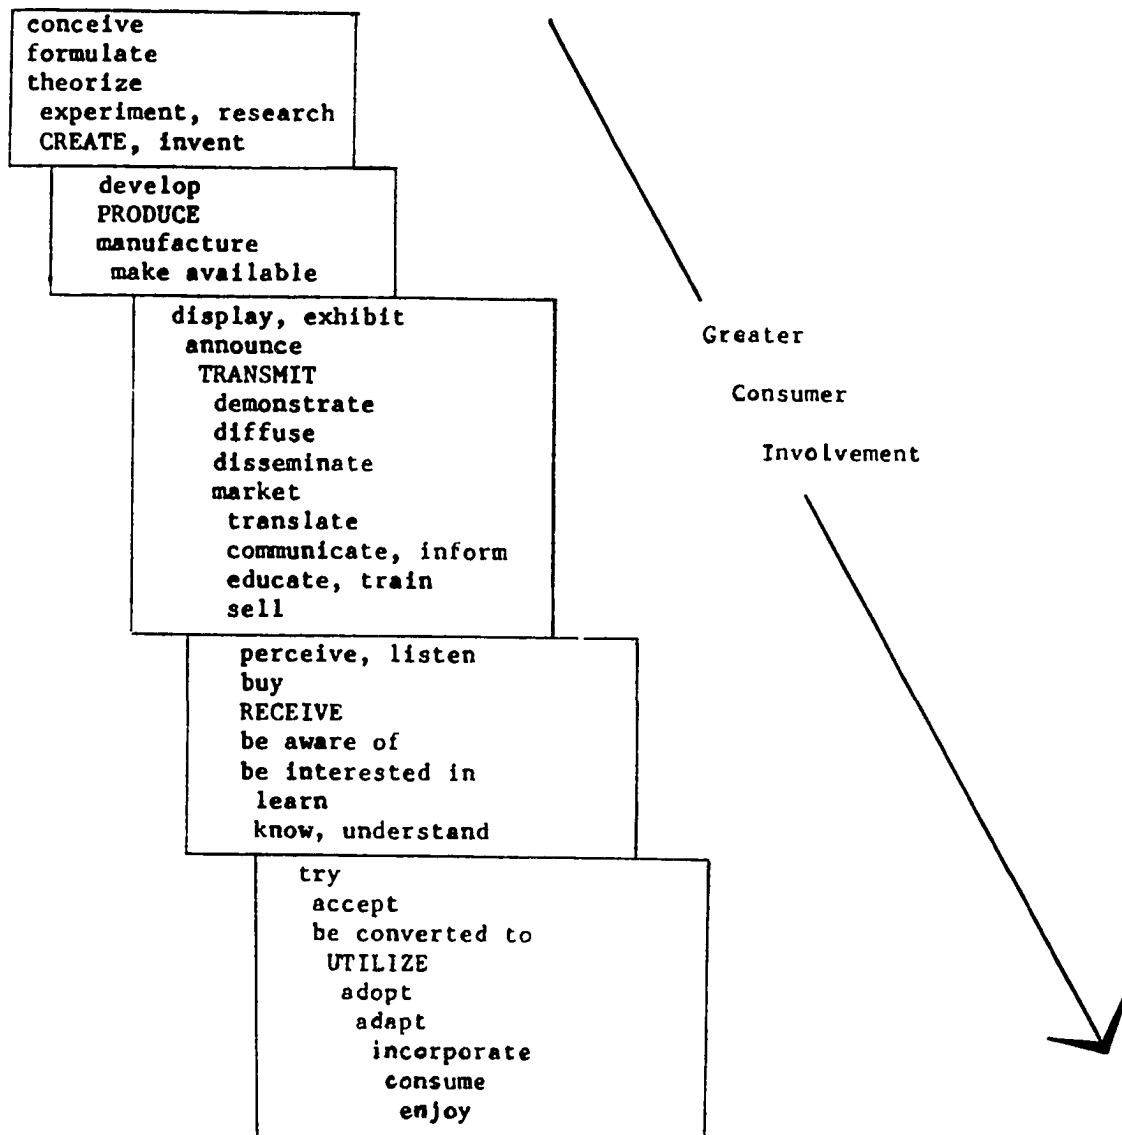 conceive
formulate
theorize
experiment, research
CREATE, invent
develop
PRODUCE
manufacture
make available
display, exhibit
announce
TRANSMIT
demonstrate
diffuse
disseminate
market
translate
communicate, inform
educate, train
sell
perceive, listen
buy
RECEIVE
be aware of
be interested in
learn
know, understand
try
accept
be converted to
UTILIZE
adopt
adapt
incorporate
consume
enjoy
Greater
Consumer
Involvement